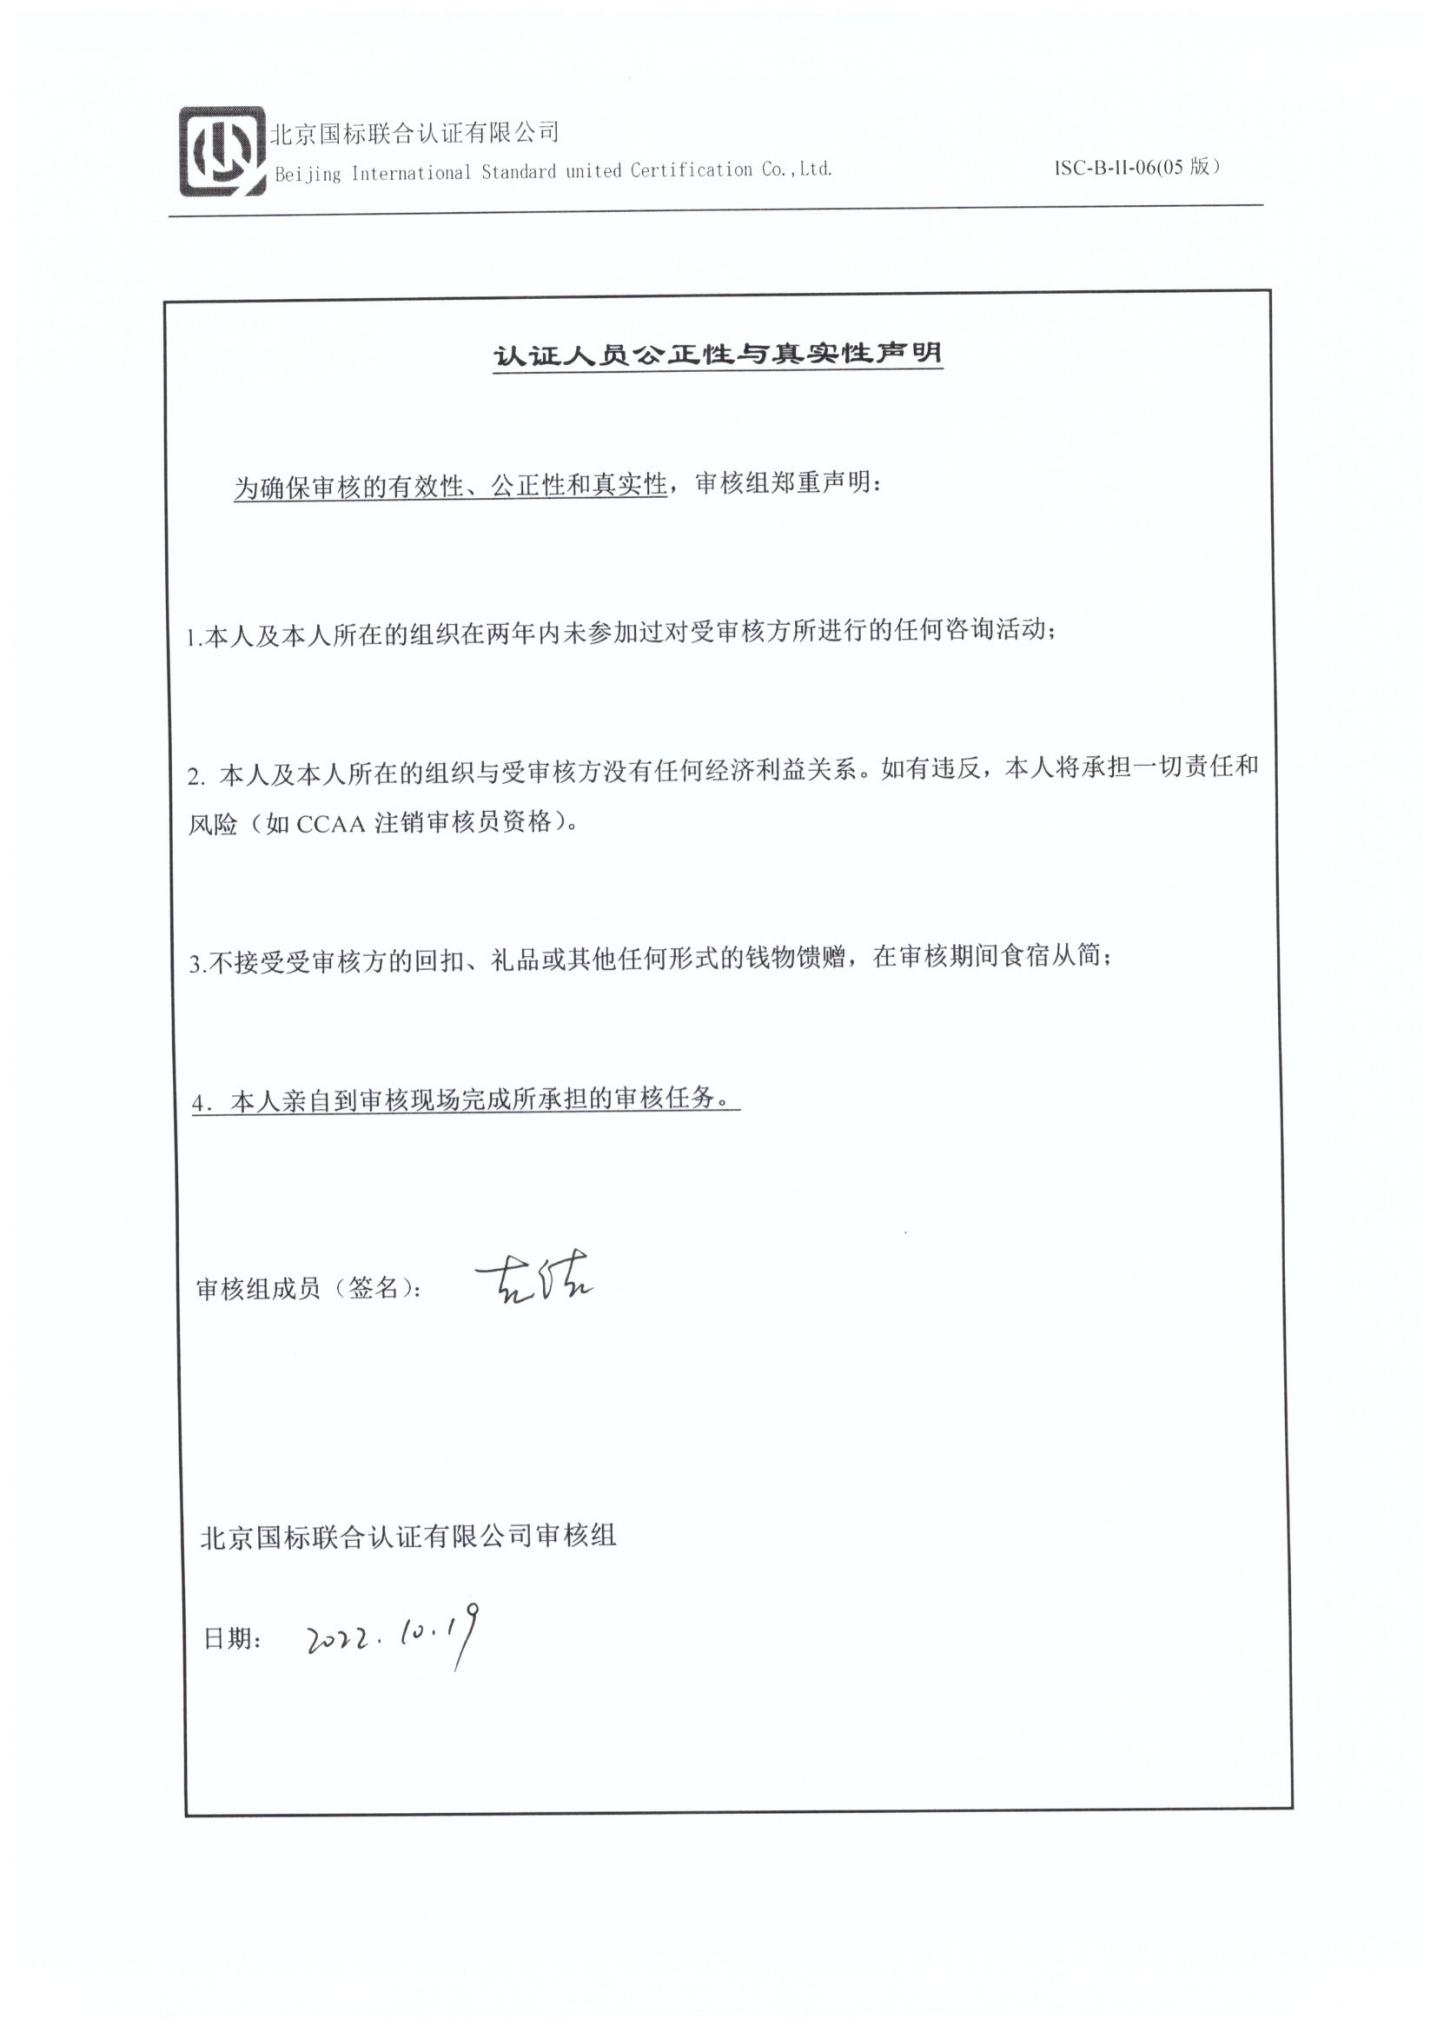 北京国标联合认证有限公司
Beijing International Standard united Certification Co.,Ltd.
ISC-B-II-06(05 版)
认证人员公正性与真实性声明
为确保审核的有效性、公正性和真实性，审核组郑重声明：
1.本人及本人所在的组织在两年内未参加过对受审核方所进行的任何咨询活动；
2. 本人及本人所在的组织与受审核方没有任何经济利益关系。如有违反，本人将承担一切责任和
风险（如 CCAA 注销审核员资格）。
3.不接受受审核方的回扣、礼品或其他任何形式的钱物馈赠，在审核期间食宿从简；
4. 本人亲自到审核现场完成所承担的审核任务。
审核组成员（签名）：
北京国标联合认证有限公司审核组
日期： 2022.10.19